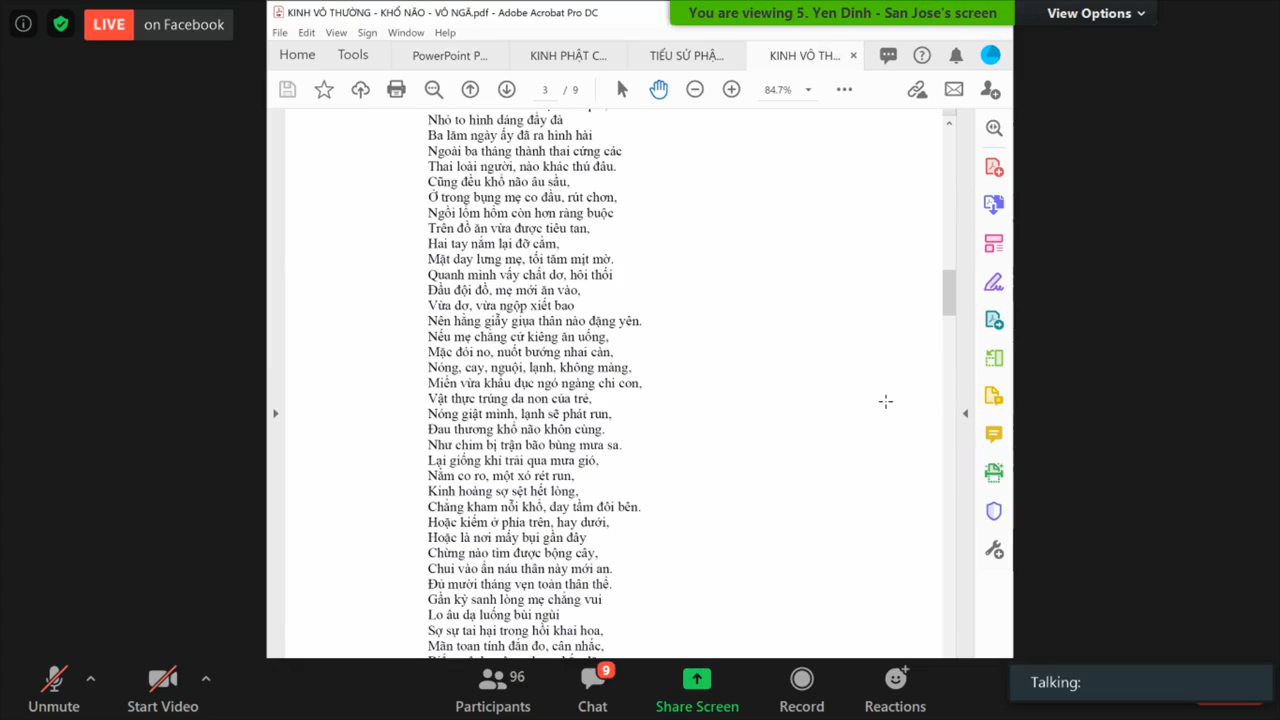 LIVE on Facebook
KINH VÔ THƯỜNG - KHỔ NÃO - VÔ NGÃ.pdf - Adobe Acrobat Pro DC
You are viewing 5. Yen Dinh - San Jose's screen
View Options
File Edit View Sign Window Help
Home Tools PowerPoint P... KINH PHẬT C... TIỂU SỬ PHẬ... KINH VÔ TH...
3 / 9 84.7%
Nhỏ to hình dáng đầy đà
Ba lăm ngày ấy đã ra hình hài
Ngoài ba tháng thành thai cứng các
Thai loài người, nào khác thú đâu.
Cũng đều khổ não âu sầu,
Ở trong bụng mẹ co đầu, rút chơn,
Ngồi lồm hồm còn hơn ràng buộc
Trên đồ ăn vừa được tiêu tan,
Hai tay nắm lại đỡ cằm,
Mặt day lưng mẹ, tối tăm mịt mờ.
Quanh mình vấy chất dơ, hôi thối
Đầu đội đồ, mẹ mới ăn vào,
Vừa dơ, vừa ngộp xiết bao
Nên hằng giẫy giụa thân nào đặng yên.
Nếu mẹ chẳng cử kiêng ăn uống,
Mặc đói no, nuốt bướng nhai càn,
Nóng, cay, nguội, lạnh, không màng,
Miễn vừa khẩu dục ngó ngàng chi con,
Vật thực trúng da non của trẻ,
Nóng giật mình, lạnh sẽ phát run,
Đau thương khổ não khôn cùng.
Như chim bị trận bão bùng mưa sa.
Lại giống khỉ trải qua mưa gió,
Nằm co ro, một xó rét run,
Kinh hoàng sợ sệt hết lòng,
Chẳng kham nỗi khổ, day tầm đôi bên.
Hoặc kiếm ở phía trên, hay dưới,
Hoặc là nơi mấy bụi gần đây
Chừng nào tìm được bộng cây,
Chui vào ẩn náu thân này mới an.
Đủ mười tháng vẹn toàn thân thể.
Gần kỳ sanh lòng mẹ chẳng vui
Lo âu dạ luống bùi ngùi
Sợ sự tai hại trong hồi khai hoa,
Mãn toan tính đắn đo, cân nhắc,
Unmute Start Video Participants 96 Chat 9 Share Screen Record Reactions
Talking: